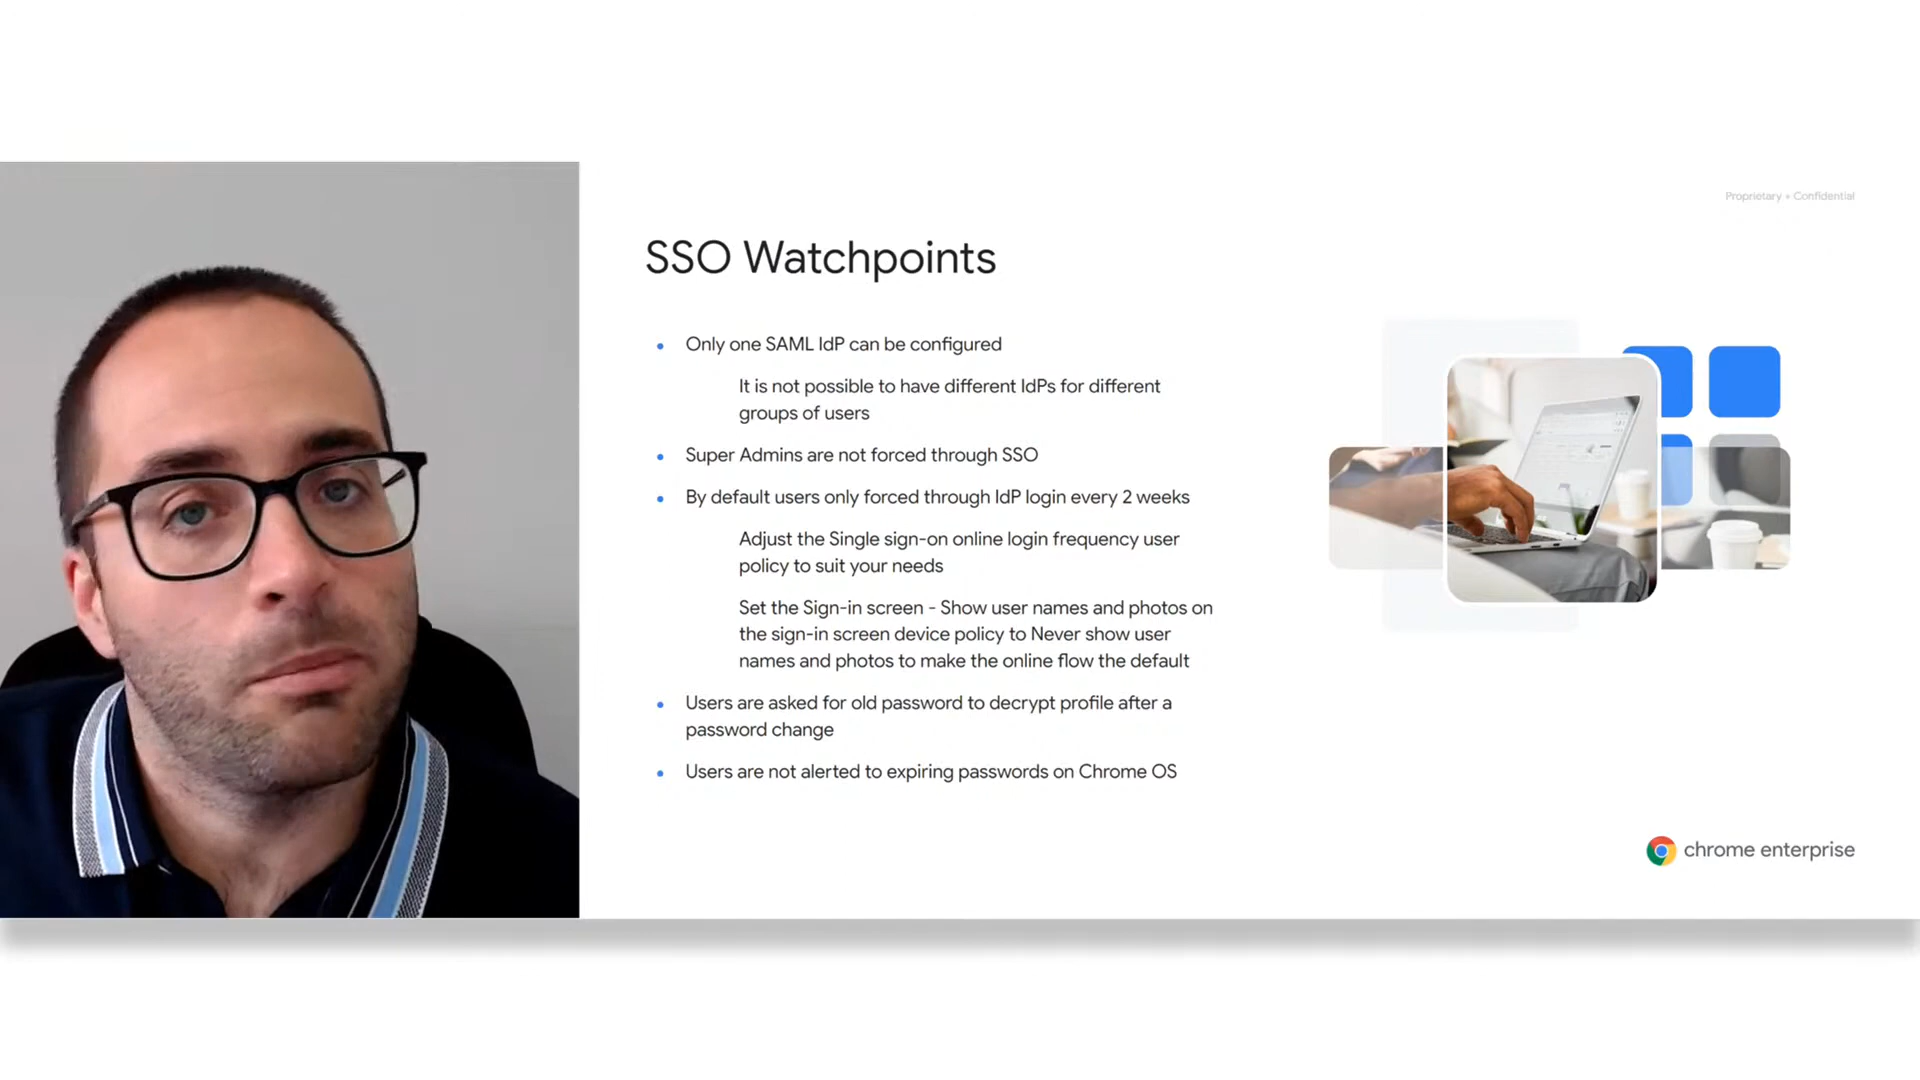 Proprietary + Confidential
SSO Watchpoints
Only one SAML IdP can be configured
It is not possible to have different IdPs for different
groups of users
Super Admins are not forced through SSO
By default users only forced through IdP login every 2 weeks
Adjust the Single sign-on online login frequency user
policy to suit your needs
Set the Sign-in screen - Show user names and photos on
the sign-in screen device policy to Never show user
names and photos to make the online flow the default
Users are asked for old password to decrypt profile after a
password change
Users are not alerted to expiring passwords on Chrome OS
chrome enterprise